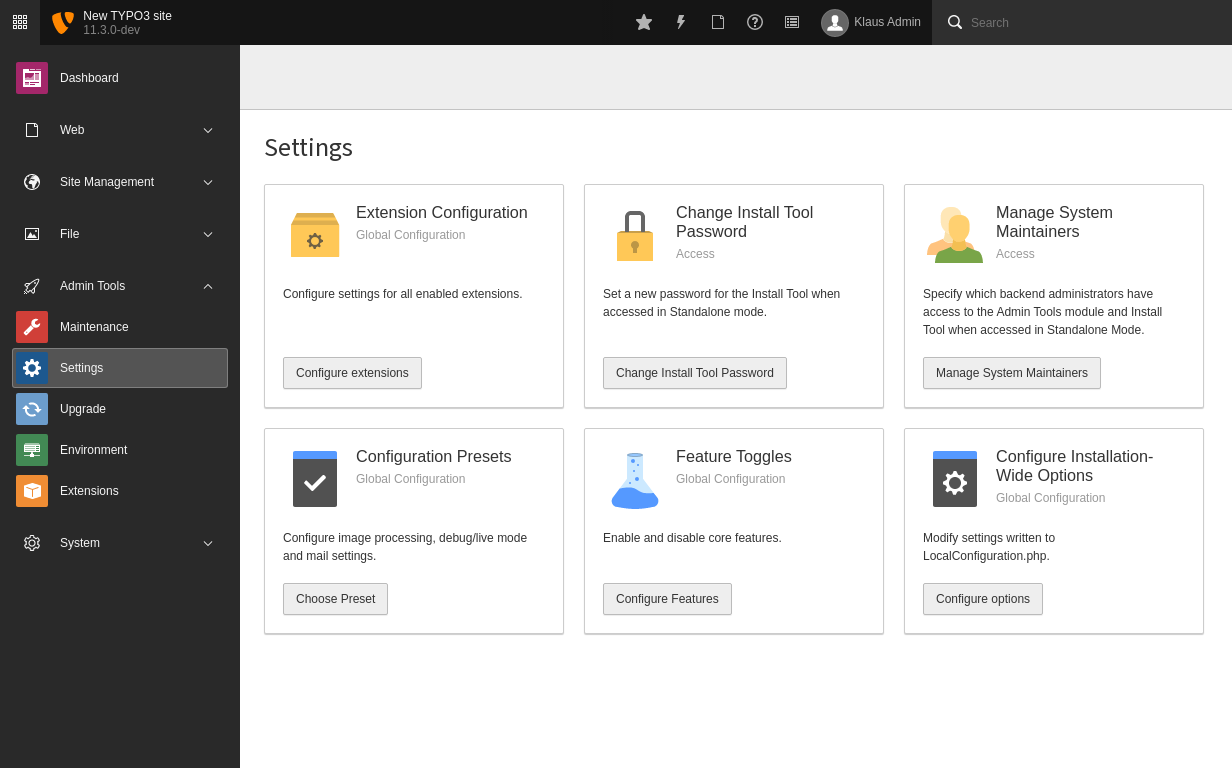 New TYPO3 site
11.3.0-dev
Klaus Admin
Search
Dashboard
Web
Site Management
File
Admin Tools
Maintenance
Settings
Upgrade
Environment
Extensions
System
Settings
Extension Configuration
Global Configuration
Configure settings for all enabled extensions.
Configure extensions
Change Install Tool
Password
Access
Set a new password for the Install Tool when
accessed in Standalone mode.
Change Install Tool Password
Manage System
Maintainers
Access
Specify which backend administrators have
access to the Admin Tools module and Install
Tool when accessed in Standalone Mode.
Manage System Maintainers
Configuration Presets
Global Configuration
Configure image processing, debug/live mode
and mail settings.
Choose Preset
Feature Toggles
Global Configuration
Enable and disable core features.
Configure Features
Configure Installation-
Wide Options
Global Configuration
Modify settings written to
LocalConfiguration.php.
Configure options